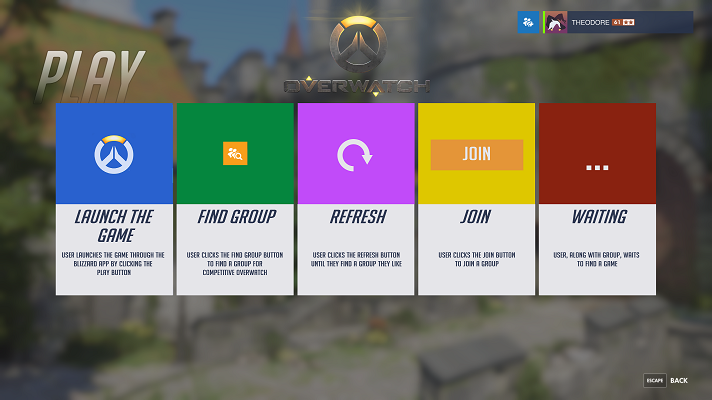 THEODORE 61
OVERWATCH
PLAY
LAUNCH THE
GAME
USER LAUNCHES THE GAME THROUGH THE
BLIZZARD APP BY CLICKING THE
PLAY BUTTON
FIND GROUP
USER CLICKS THE FIND GROUP BUTTON
TO FIND A GROUP FOR
COMPETITIVE OVERWATCH
REFRESH
USER CLICKS THE REFRESH BUTTON
UNTIL THEY FIND A GROUP THEY LIKE
JOIN
JOIN
USER CLICKS THE JOIN BUTTON
TO JOIN A GROUP
...
WAITING
USER, ALONG WITH GROUP, WAITS
TO FIND A GAME
ESCAPE BACK